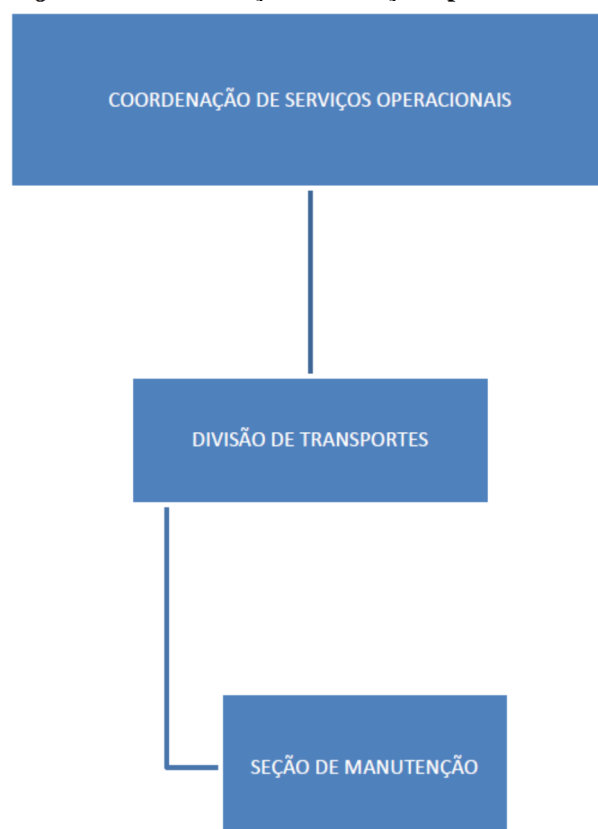 COORDENAÇÃO DE SERVIÇOS OPERACIONAIS
DIVISÃO DE TRANSPORTES
SEÇÃO DE MANUTENÇÃO